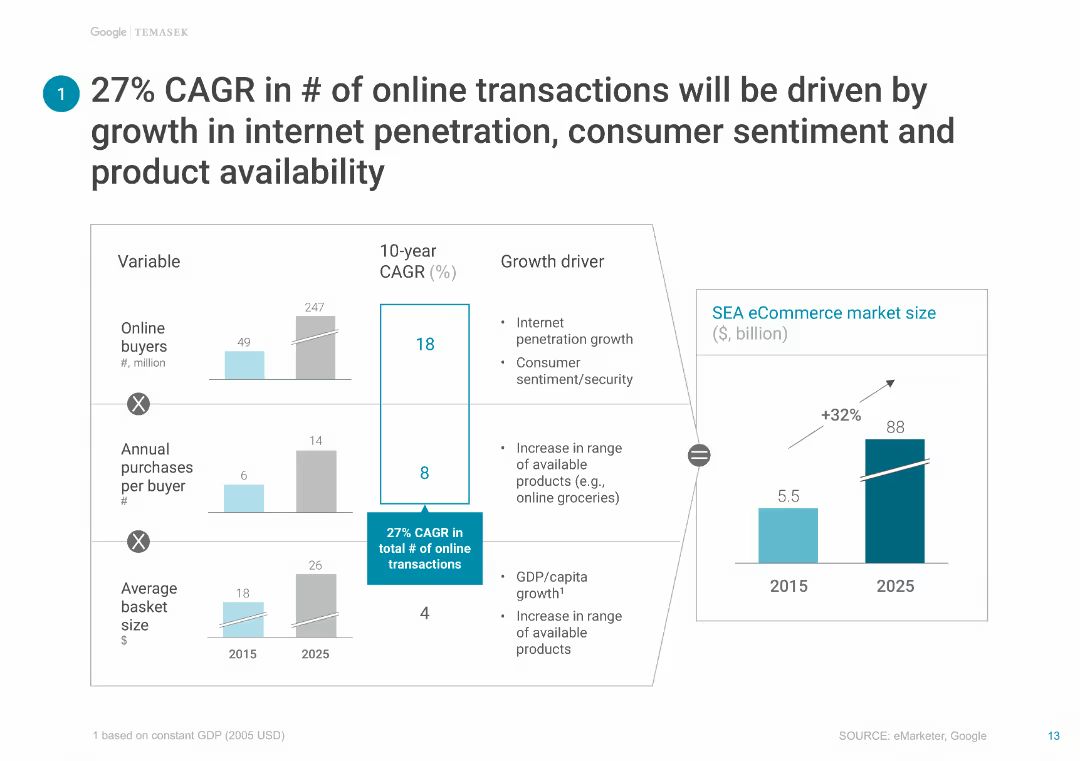 Google | TEMASEK
1
27% CAGR in # of online transactions will be driven by
growth in internet penetration, consumer sentiment and
product availability
Variable
10-year
CAGR (%)
Growth driver
Online
buyers
#, million
49
247
18
• Internet
penetration growth
• Consumer
sentiment/security
X
Annual
purchases
per buyer
#
6
14
8
• Increase in range
of available
products (e.g.,
online groceries)
27% CAGR in
total # of online
transactions
X
Average
basket
size
$
18
26
2015
2025
4
• GDP/capita
growth¹
• Increase in range
of available
products
=
SEA eCommerce market size
($, billion)
+32%
5.5
88
2015
2025
1 based on constant GDP (2005 USD)
SOURCE: eMarketer, Google
13